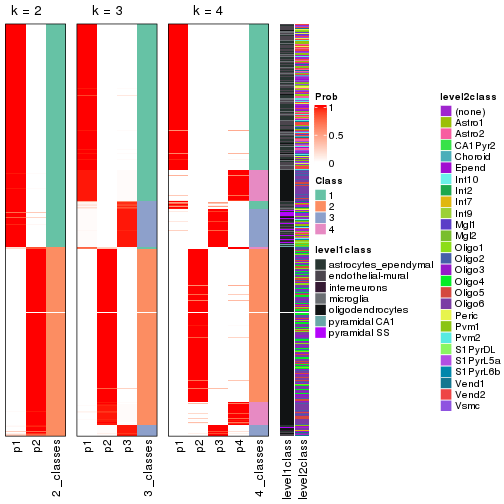 k = 2
k = 3
k = 4
p1
p2
2_classes
p1
p2
p3
3_classes
p1
p2
p3
p4
4_classes
level1class
level2class
Prob
1
0.5
0
Class
1
2
3
4
level1class
astrocytes_ependymal
endothelial-mural
interneurons
microglia
oligodendrocytes
pyramidal CA1
pyramidal SS
level2class
(none)
Astro1
Astro2
CA1Pyr2
Choroid
Epend
Int10
Int2
Int7
Int9
Mgl1
Mgl2
Oligo1
Oligo2
Oligo3
Oligo4
Oligo5
Oligo6
Peric
Pvm1
Pvm2
S1PyrDL
S1PyrL5a
S1PyrL6b
Vend1
Vend2
Vsmc